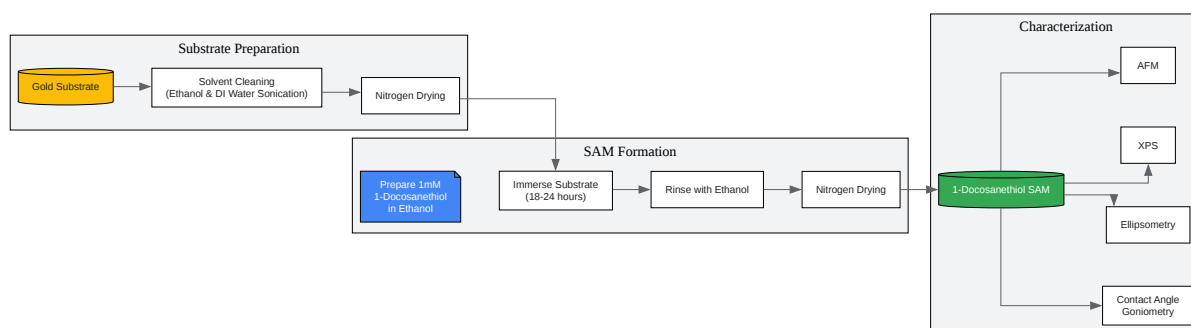 Substrate Preparation
Gold Substrate
Solvent Cleaning
(Ethanol & DI Water Sonication)
Nitrogen Drying
SAM Formation
Prepare 1mM
1-Docosanethiol
in Ethanol
Immerse Substrate
(18-24 hours)
Rinse with Ethanol
Nitrogen Drying
Characterization
1-Docosanethiol SAM
AFM
XPS
Ellipsometry
Contact Angle
Goniometry